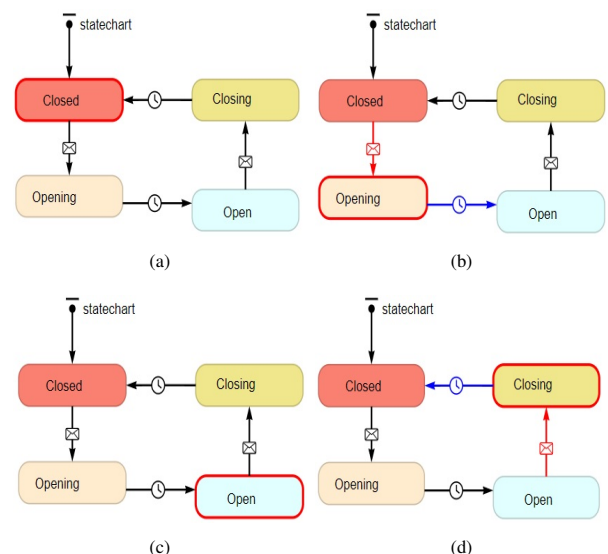 statechart
statechart
Closed
Closing
Closed
Closing
Opening
Open
Opening
Open
(a)
(b)
statechart
statechart
Closed
Closing
Closed
Closing
Opening
Open
Opening
Open
(c)
(d)